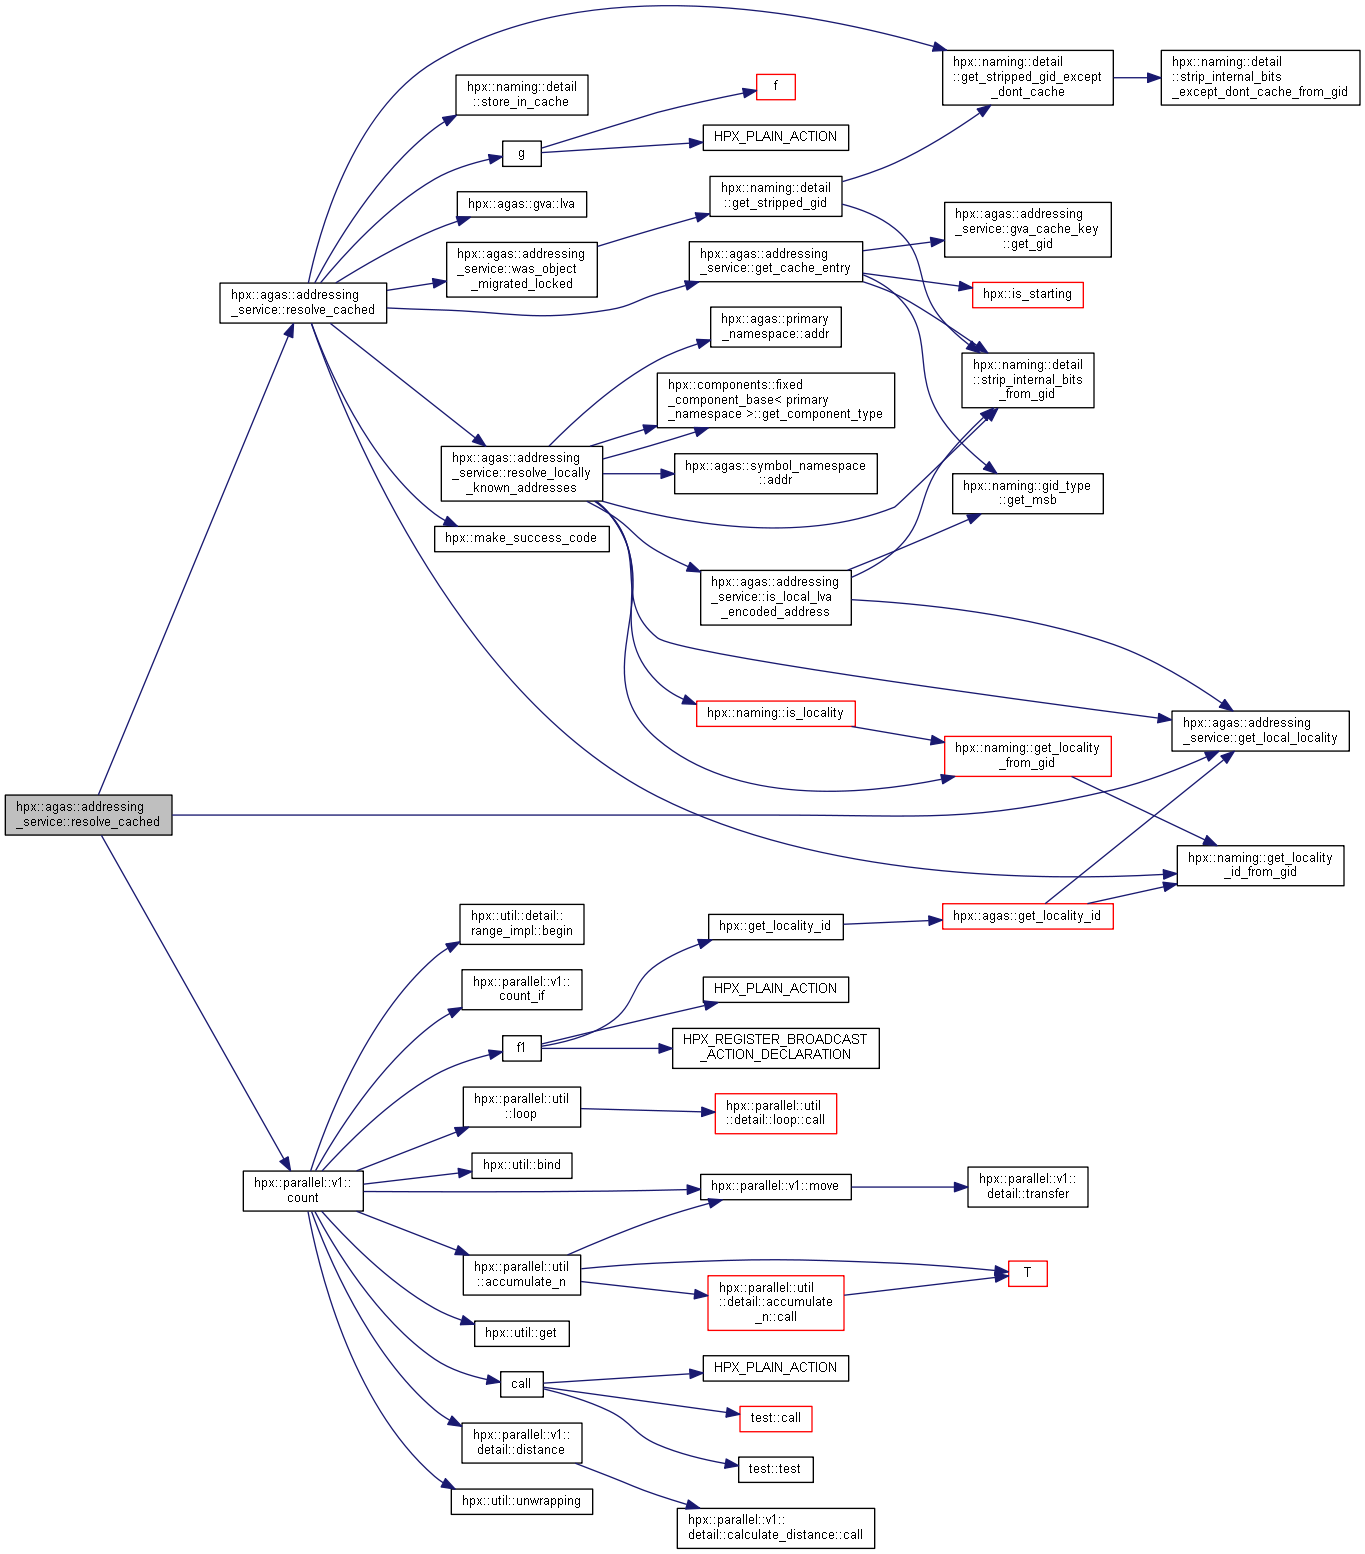 hpx::agas::addressing
_service::resolve_cached
hpx::agas::addressing
_service::resolve_cached
hpx::parallel::v1::
count
hpx::naming::detail
::store_in_cache
g
hpx::agas::gva::lva
hpx::agas::addressing
_service::was_object
_migrated_locked
hpx::agas::addressing
_service::resolve_locally
_known_addresses
hpx::make_success_code
hpx::util::detail::
range_impl::begin
hpx::parallel::v1::
count_if
f1
hpx::parallel::util
::loop
hpx::util::bind
hpx::parallel::util
::accumulate_n
hpx::util::get
call
hpx::parallel::v1::
detail::distance
hpx::util::unwrapping
f
HPX_PLAIN_ACTION
hpx::naming::detail
::get_stripped_gid
hpx::agas::addressing
_service::get_cache_entry
hpx::agas::primary
_namespace::addr
hpx::components::fixed
_component_base< primary
_namespace >::get_component_type
hpx::agas::symbol_namespace
::addr
hpx::agas::addressing
_service::is_local_lva
_encoded_address
hpx::naming::is_locality
hpx::get_locality_id
HPX_PLAIN_ACTION
HPX_REGISTER_BROADCAST
_ACTION_DECLARATION
hpx::parallel::util
::detail::loop::call
hpx::parallel::v1::move
hpx::parallel::util
::detail::accumulate
_n::call
HPX_PLAIN_ACTION
test::call
test::test
hpx::parallel::v1::
detail::calculate_distance::call
hpx::naming::detail
::get_stripped_gid_except
_dont_cache
hpx::agas::addressing
_service::gva_cache_key
::get_gid
hpx::is_starting
hpx::naming::detail
::strip_internal_bits
_from_gid
hpx::naming::gid_type
::get_msb
hpx::naming::get_locality
_from_gid
hpx::agas::get_locality_id
hpx::parallel::v1::
detail::transfer
T
hpx::naming::detail
::strip_internal_bits
_except_dont_cache_from_gid
hpx::agas::addressing
_service::get_local_locality
hpx::naming::get_locality
_id_from_gid